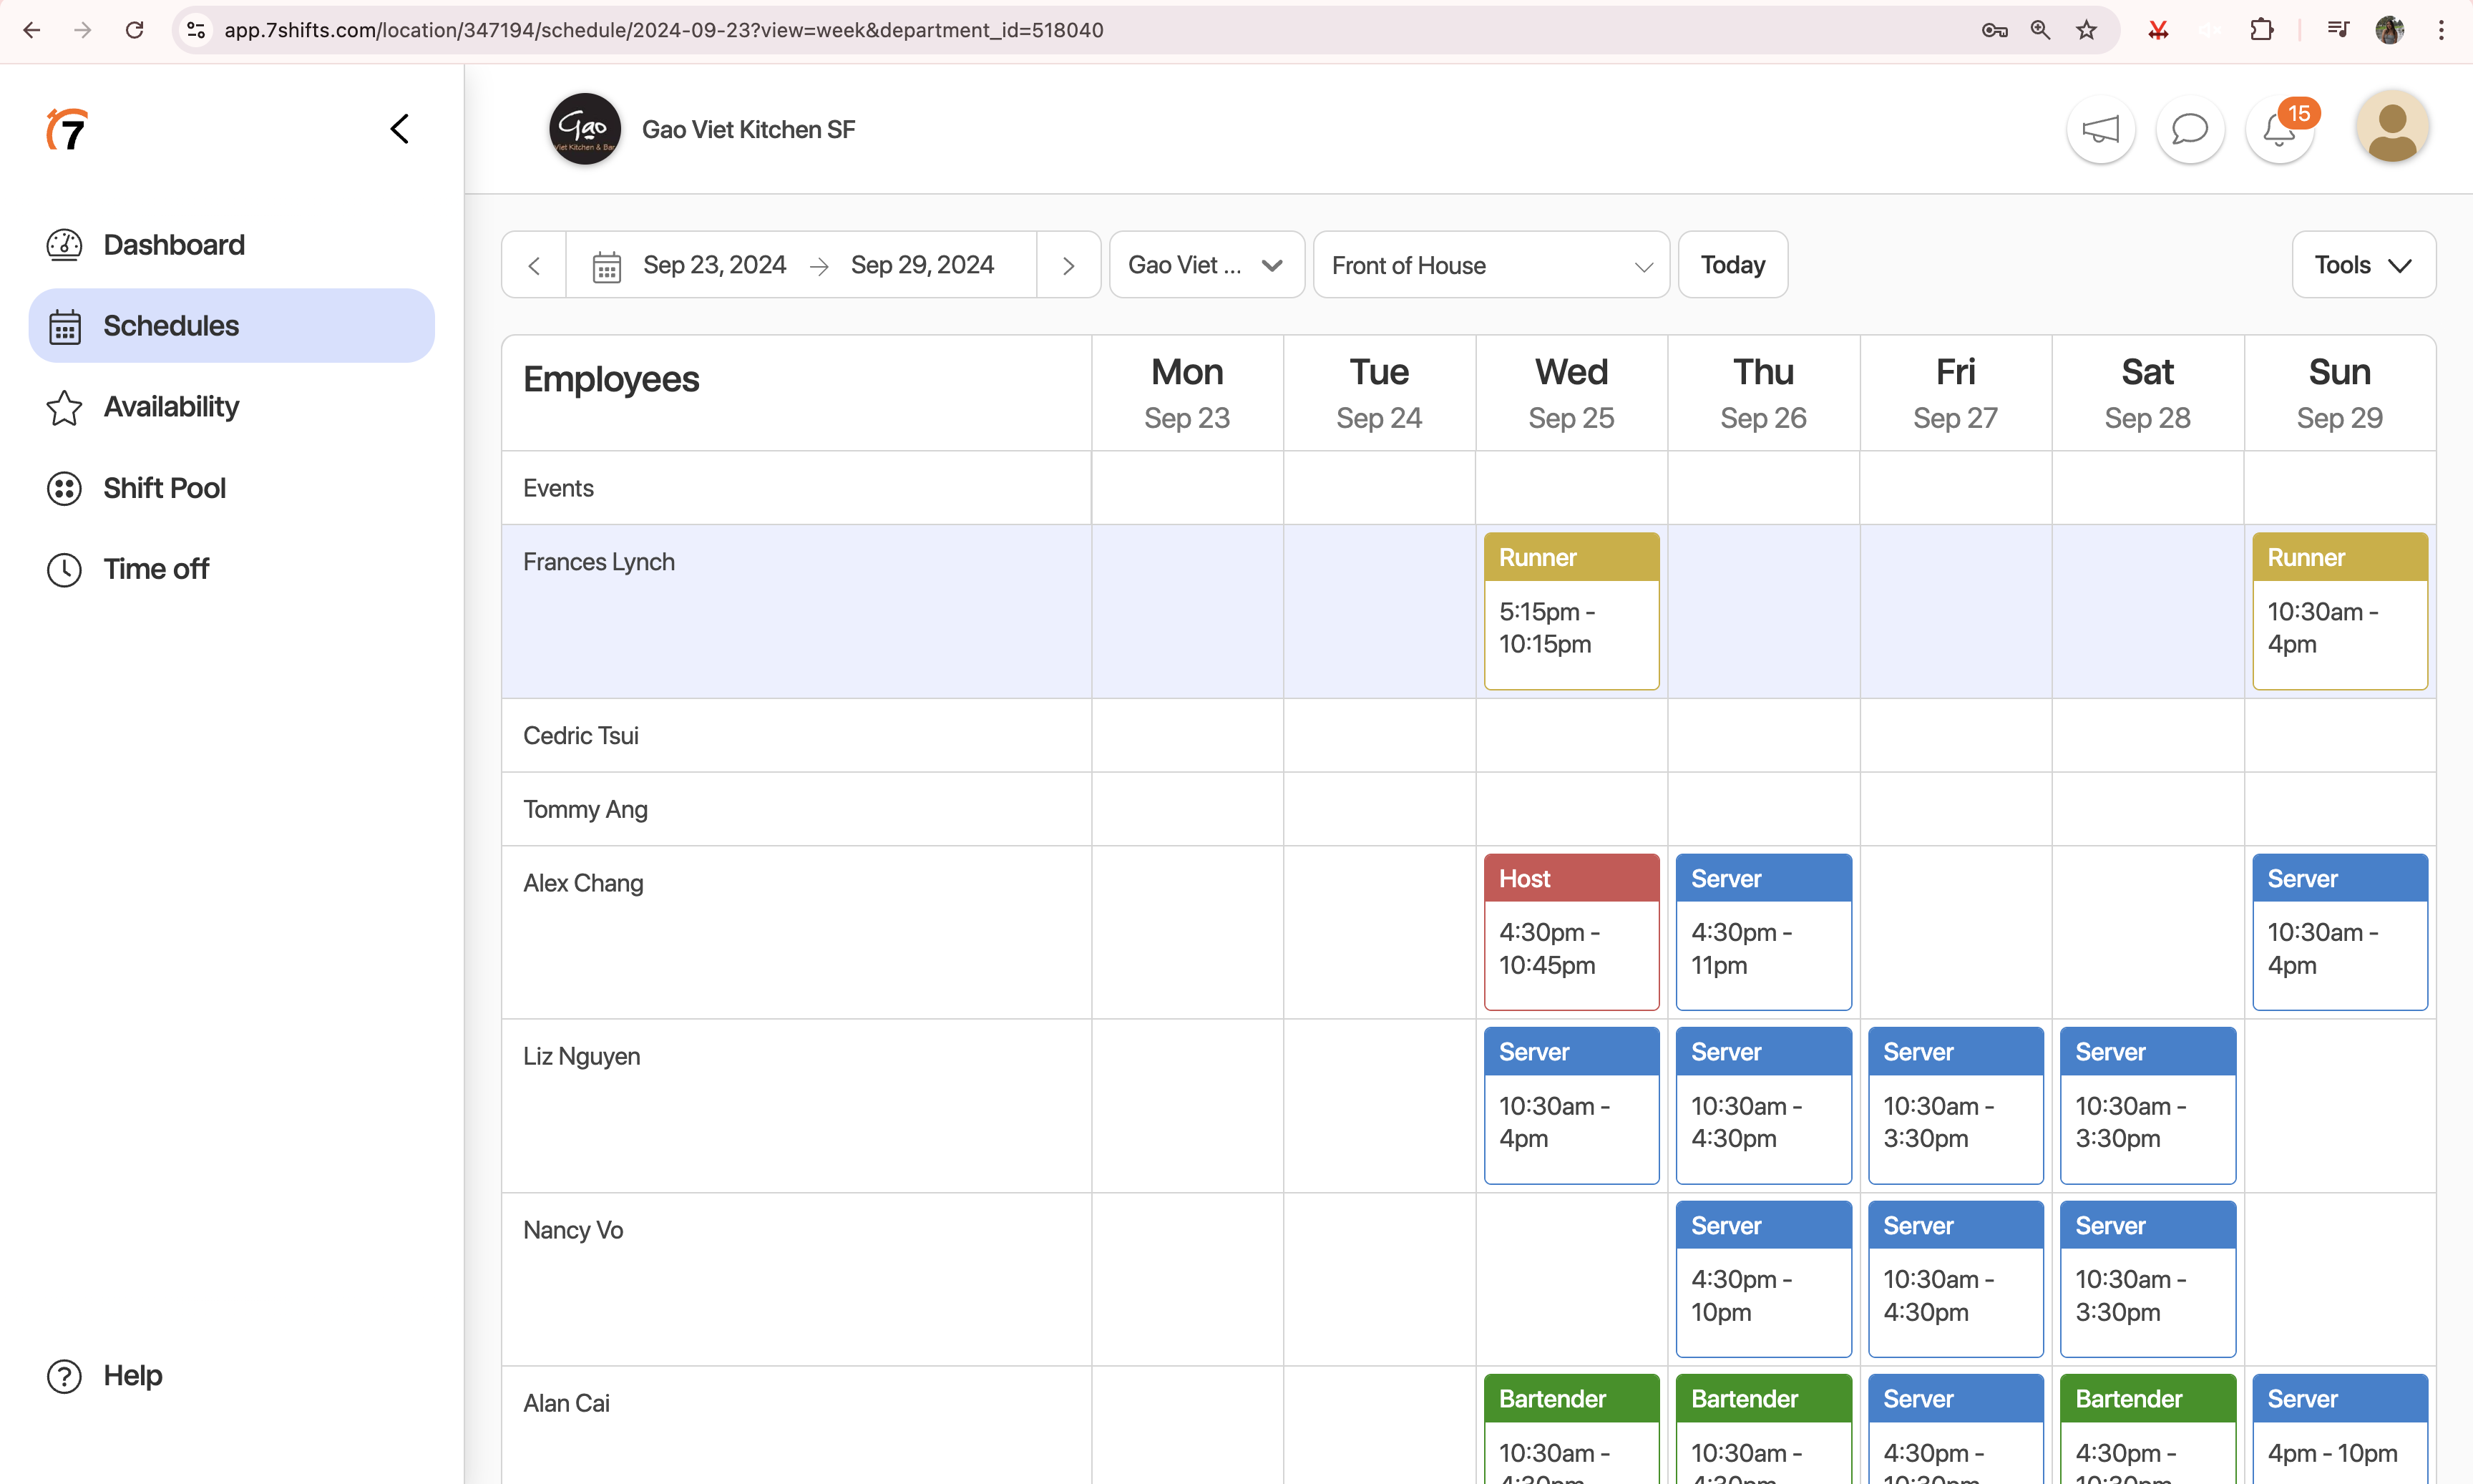 app.7shifts.com/location/347194/schedule/2024-09-23?view=week&department_id=518040
7
Gao
Viet Kitchen & Bar
Gao Viet Kitchen SF
15
Dashboard
Schedules
Availability
Shift Pool
Time off
Help
Sep 23, 2024 → Sep 29, 2024
Gao Viet ...
Front of House
Today
Tools
Employees
Mon
Sep 23
Tue
Sep 24
Wed
Sep 25
Thu
Sep 26
Fri
Sep 27
Sat
Sep 28
Sun
Sep 29
Events
Frances Lynch
Runner
5:15pm -
10:15pm
Runner
10:30am -
4pm
Cedric Tsui
Tommy Ang
Alex Chang
Host
4:30pm -
10:45pm
Server
4:30pm -
11pm
Server
10:30am -
4pm
Liz Nguyen
Server
10:30am -
4pm
Server
10:30am -
4:30pm
Server
10:30am -
3:30pm
Server
10:30am -
3:30pm
Nancy Vo
Server
4:30pm -
10pm
Server
10:30am -
4:30pm
Server
10:30am -
3:30pm
Alan Cai
Bartender
10:30am -
Bartender
10:30am -
Server
4:30pm -
Bartender
4:30pm -
Server
4pm - 10pm